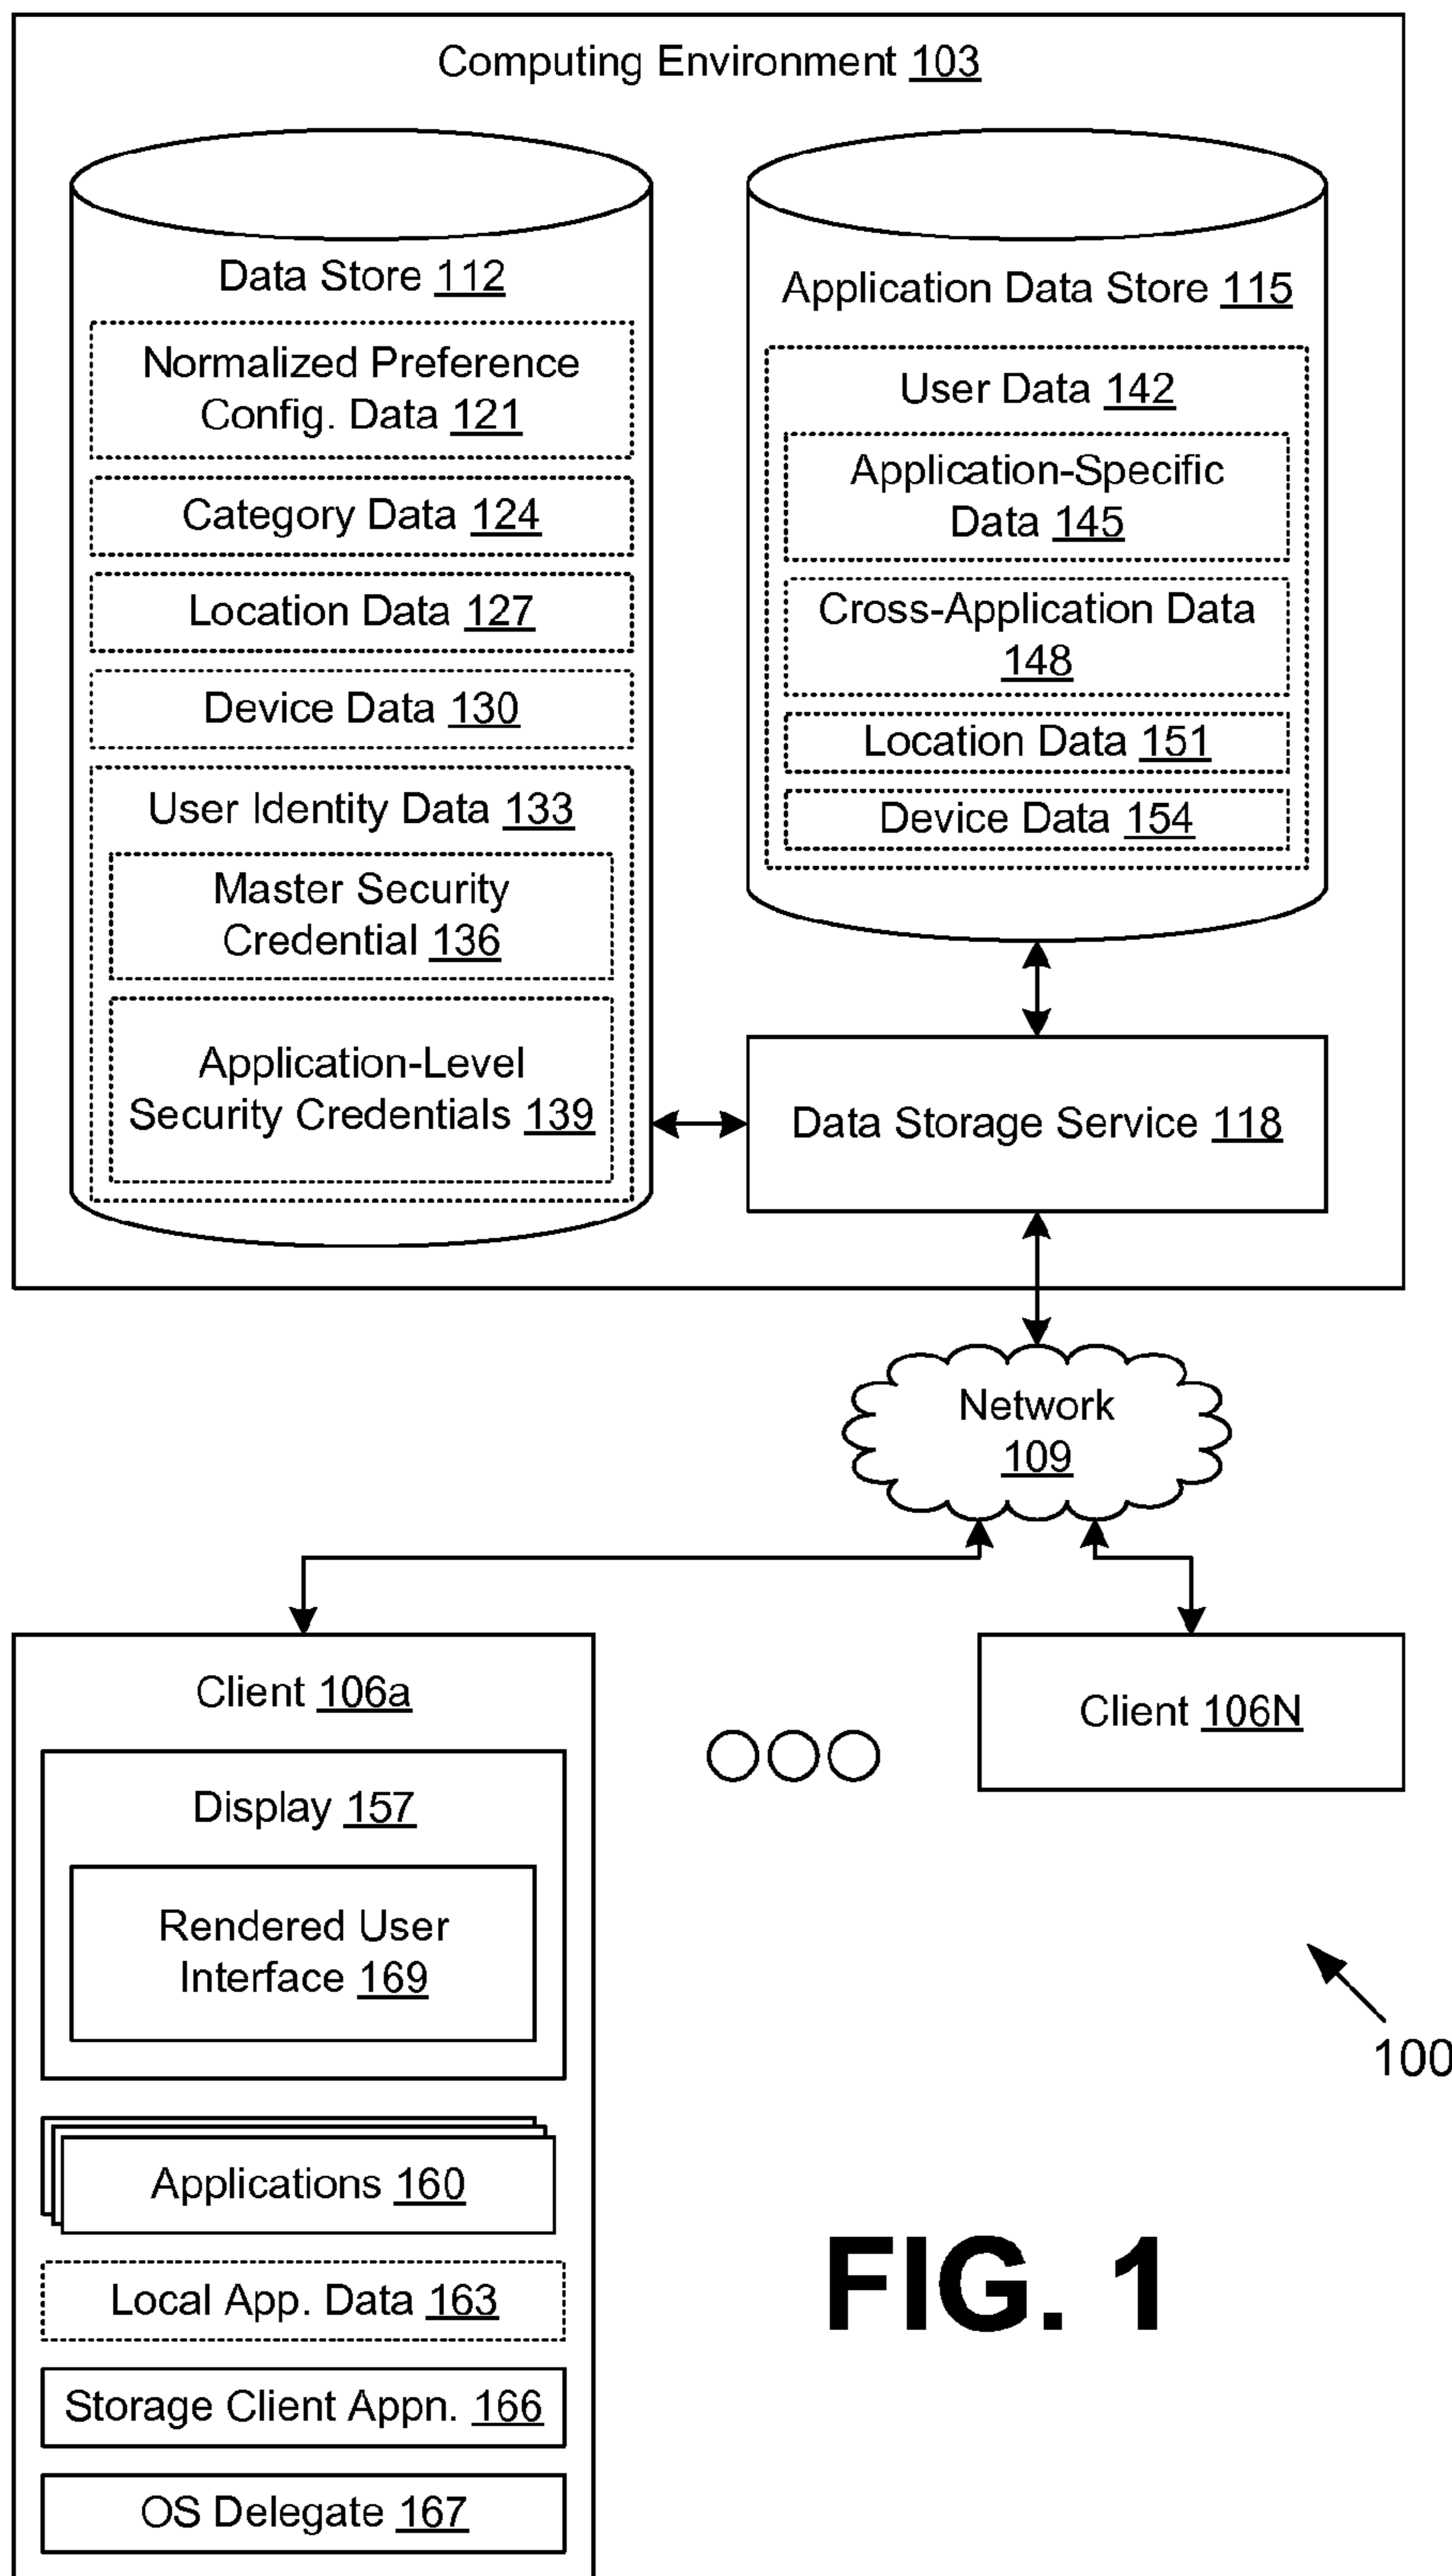 Computing Environment 103
Data Store 112
Normalized Preference
Config. Data 121
Category Data 124
Location Data 127
Device Data 130
User Identity Data 133
Master Security
Credential 136
Application-Level
Security Credentials 139
Application Data Store 115
User Data 142
Application-Specific
Data 145
Cross-Application Data
148
Location Data 151
Device Data 154
Data Storage Service 118
Network
109
Client 106a
Display 157
Rendered User
Interface 169
Applications 160
Local App. Data 163
Storage Client Appn. 166
OS Delegate 167
Client 106N
100
FIG. 1